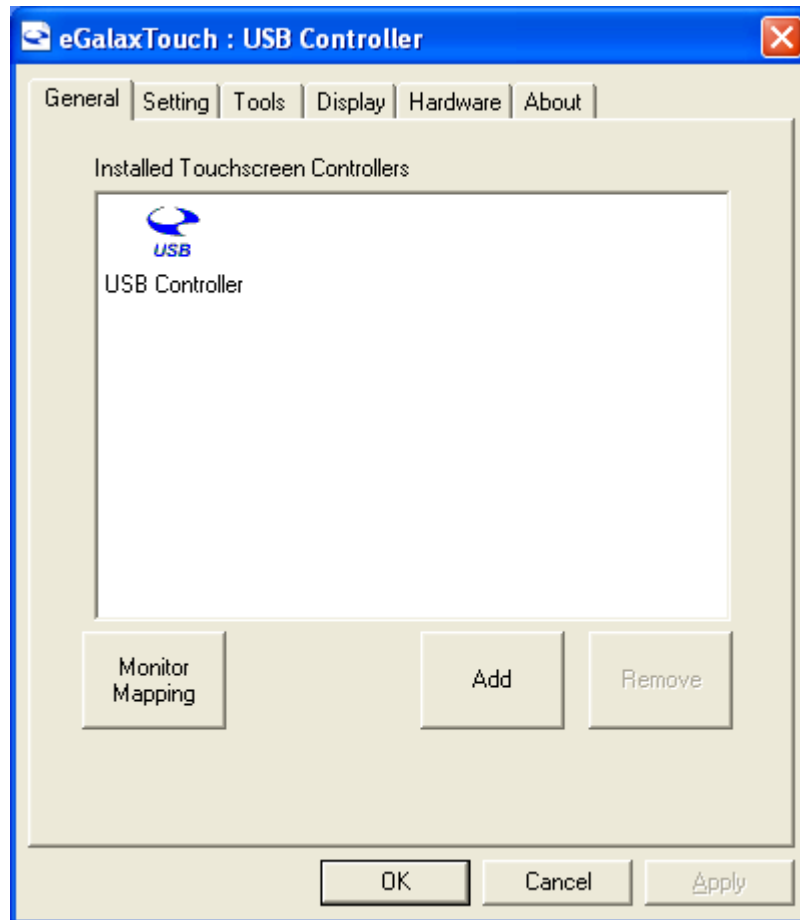 eGalaxTouch : USB Controller
General Setting Tools Display Hardware About
Installed Touchscreen Controllers
USB
USB Controller
Monitor
Mapping
Add
Remove
OK Cancel Apply